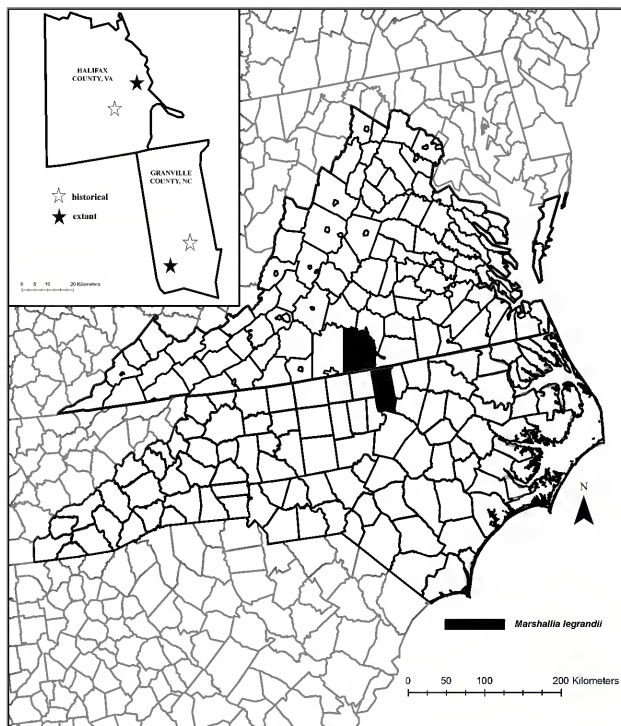 HALIFAX
COUNTY, VA
GRANVILLE
COUNTY, NC
historical
extant
0 5 10 20 Kilometers
N
Marshallia legrandii
0 50 100 200 Kilometers